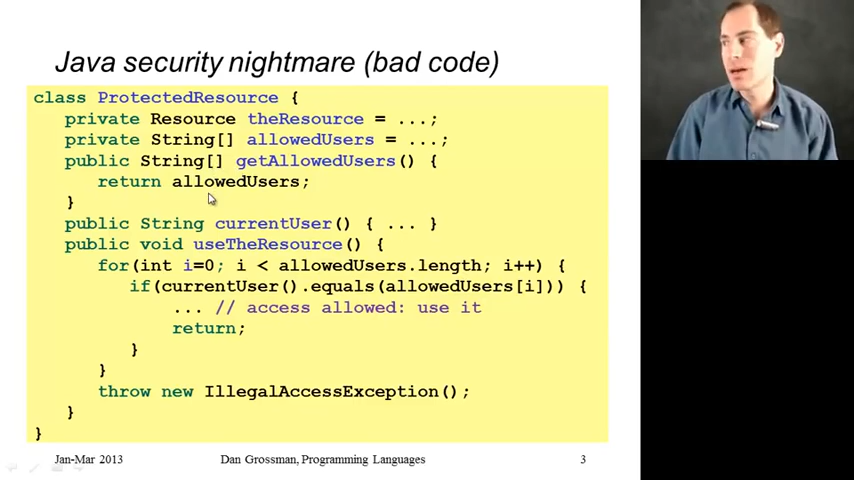 Java security nightmare (bad code)
class ProtectedResource {
private Resource theResource = ...;
private String[] allowedUsers = ...;
public String[] getAllowedUsers() {
return allowedUsers;
}
public String currentUser() { ... }
public void useTheResource() {
for(int i=0; i < allowedUsers.length; i++) {
if(currentUser().equals(allowedUsers[i])) {
... // access allowed: use it
return;
}
}
throw new IllegalAccessException();
}
}
Jan-Mar 2013
Dan Grossman, Programming Languages
3